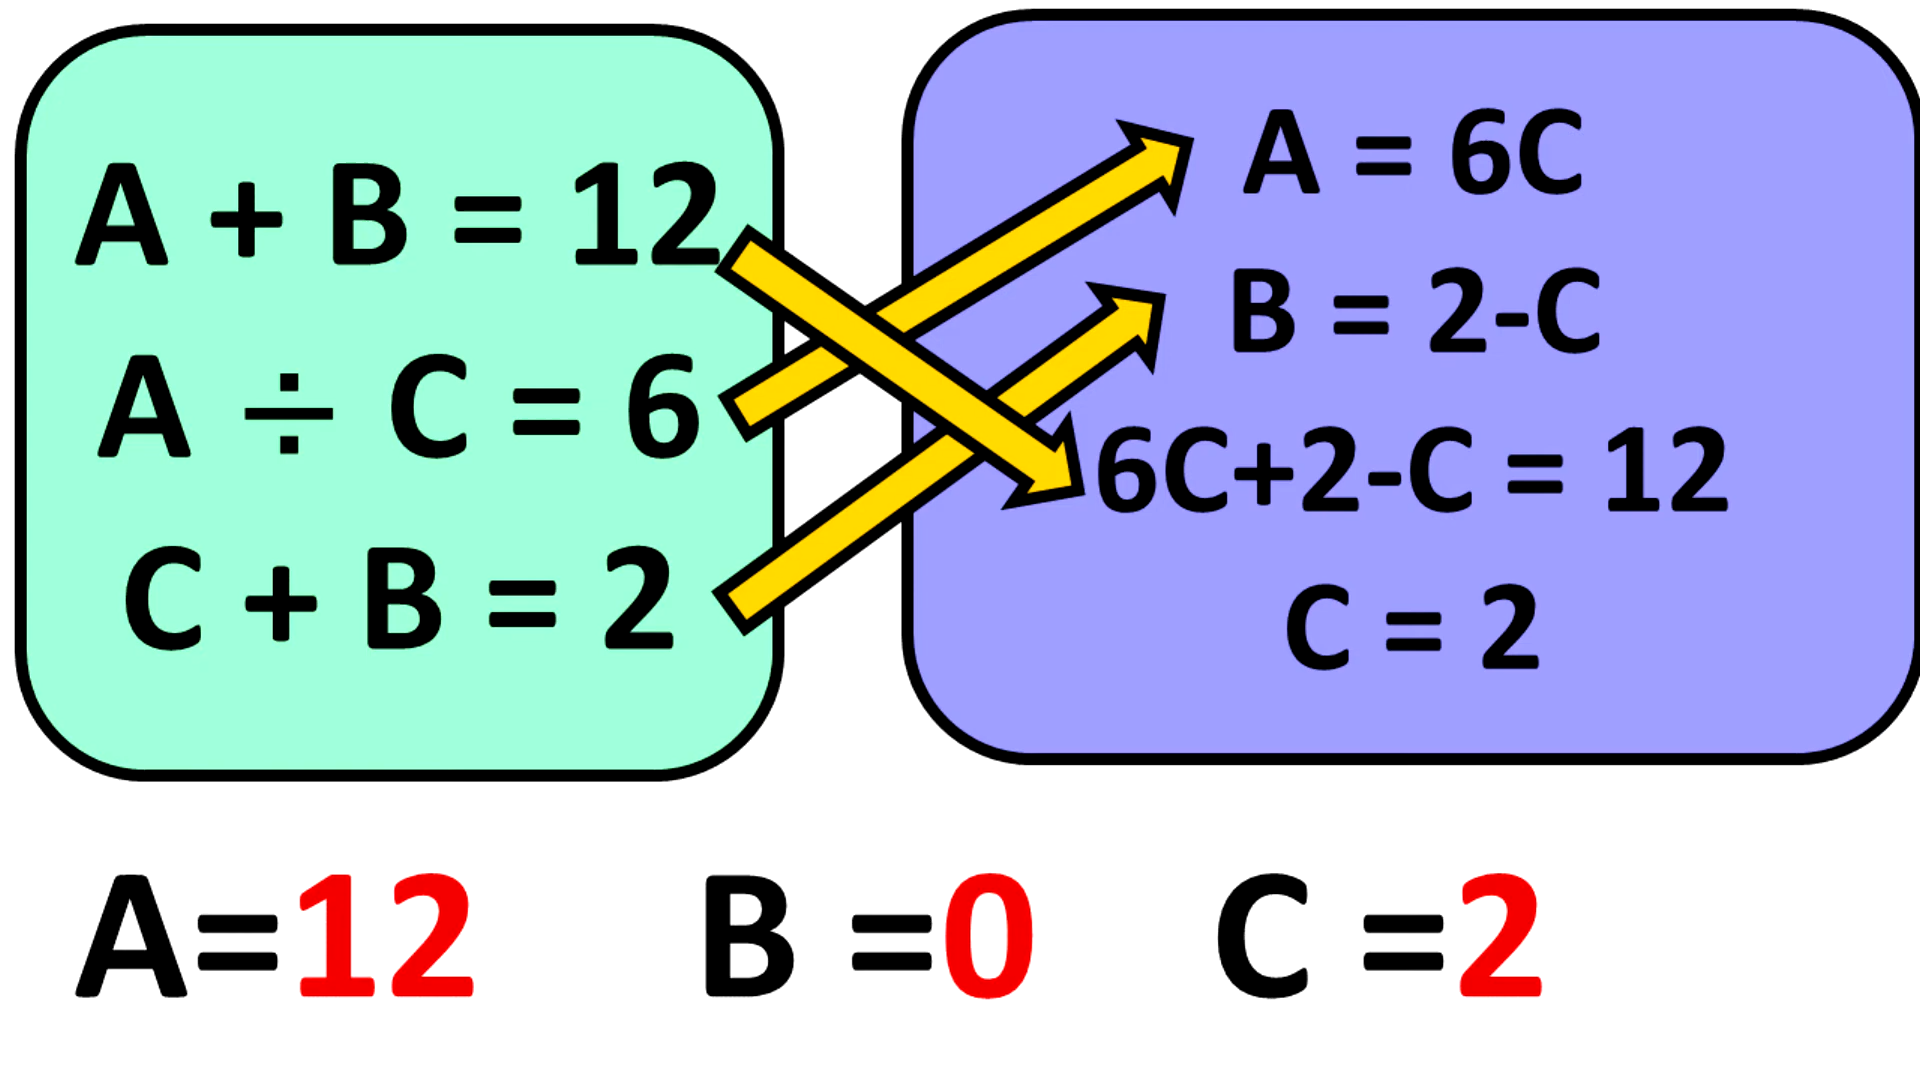 A + B = 12
A ÷ C = 6
C + B = 2
A = 6C
B = 2-C
6C+2-C = 12
C = 2
A=12 B =0 C =2